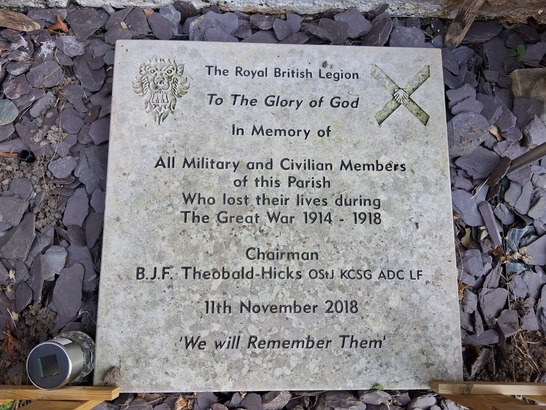 The Royal British Legion
To The Glory of God
In Memory of
All Military and Civilian Members
of this Parish
Who lost their lives during
The Great War 1914 - 1918
Chairman
B.J.F. Theobald-Hicks OStJ KCSG ADC LF
11th November 2018
'We will Remember Them'